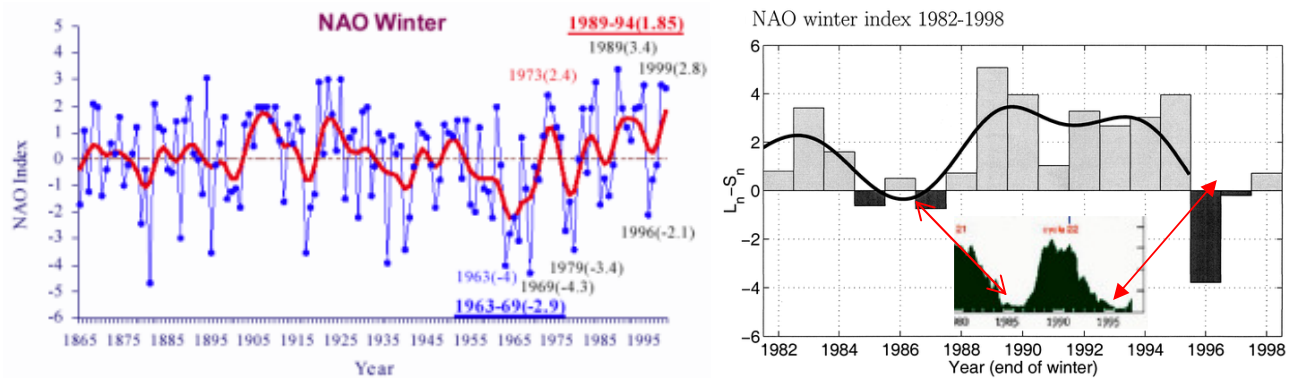 NAO Winter
1989-94(1.85)
1989(3.4)
1999(2.8)
1973(2.4)
NAO Index
5
4
3
2
1
0
-1
-2
-3
-4
-5
-6
1996(-2.1)
1979(-3.4)
1963(-4)
1969(-4.3)
1963-69(-2.9)
1865 1875 1885 1895 1905 1915 1925 1935 1945 1955 1965 1975 1985 1995
Year
NAO winter index 1982-1998
Lₙ-Sₙ
6
4
2
0
−2
−4
−6
21
cycle 22
80 1985 1990 1995
1982 1984 1986 1988 1990 1992 1994 1996 1998
Year (end of winter)